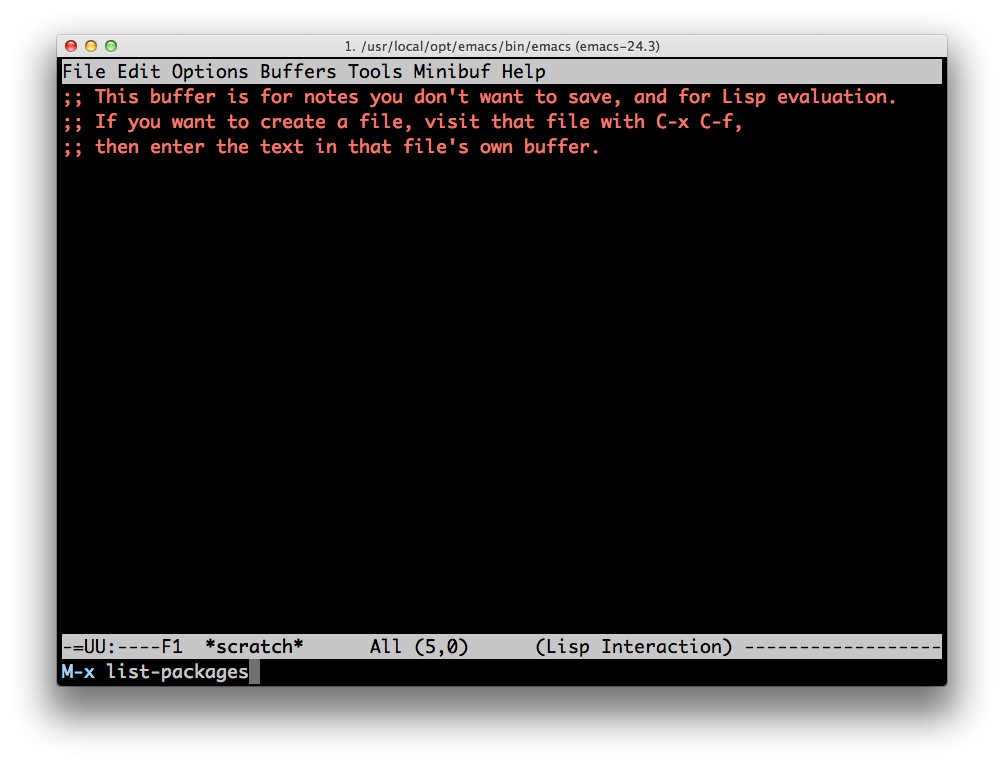 1. /usr/local/opt/emacs/bin/emacs (emacs-24.3)
File Edit Options Buffers Tools Minibuf Help
;; This buffer is for notes you don't want to save, and for Lisp evaluation.
;; If you want to create a file, visit that file with C-x C-f,
;; then enter the text in that file's own buffer.
-=UU:----F1  *scratch*      All (5,0)      (Lisp Interaction) ------------------
M-x list-packages